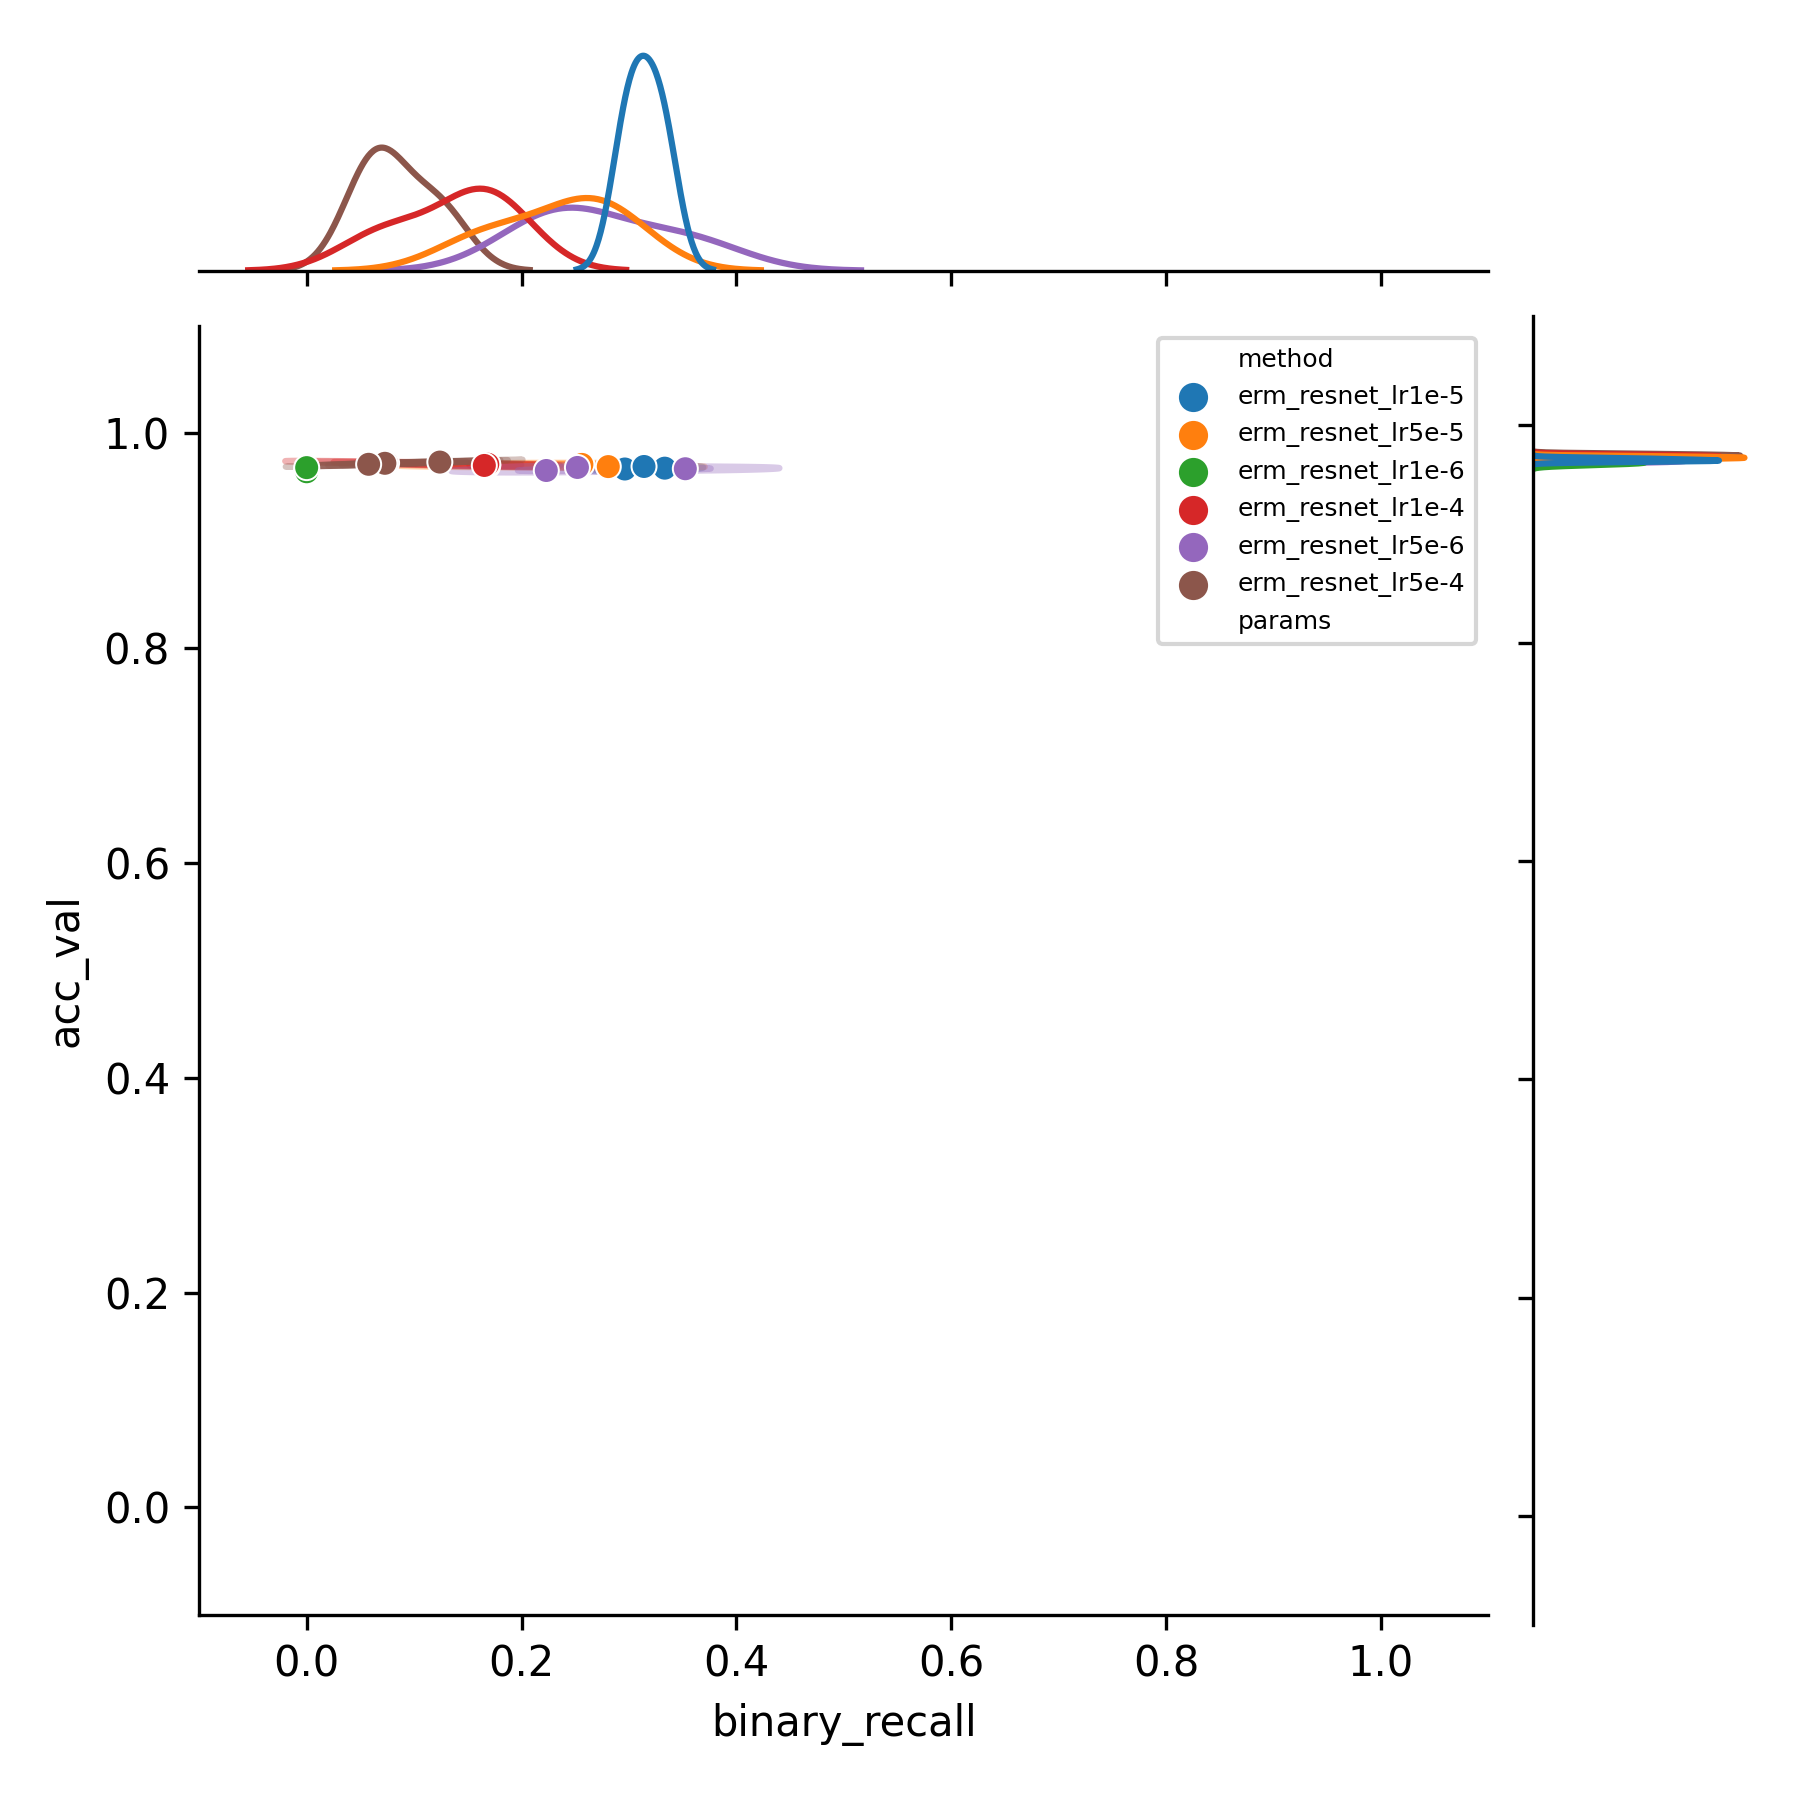 method
erm_resnet_lr1e-5
erm_resnet_lr5e-5
erm_resnet_lr1e-6
erm_resnet_lr1e-4
erm_resnet_lr5e-6
erm_resnet_lr5e-4
params
1.0
0.8
0.6
0.4
0.2
0.0
acc_val
0.0 0.2 0.4 0.6 0.8 1.0
binary_recall